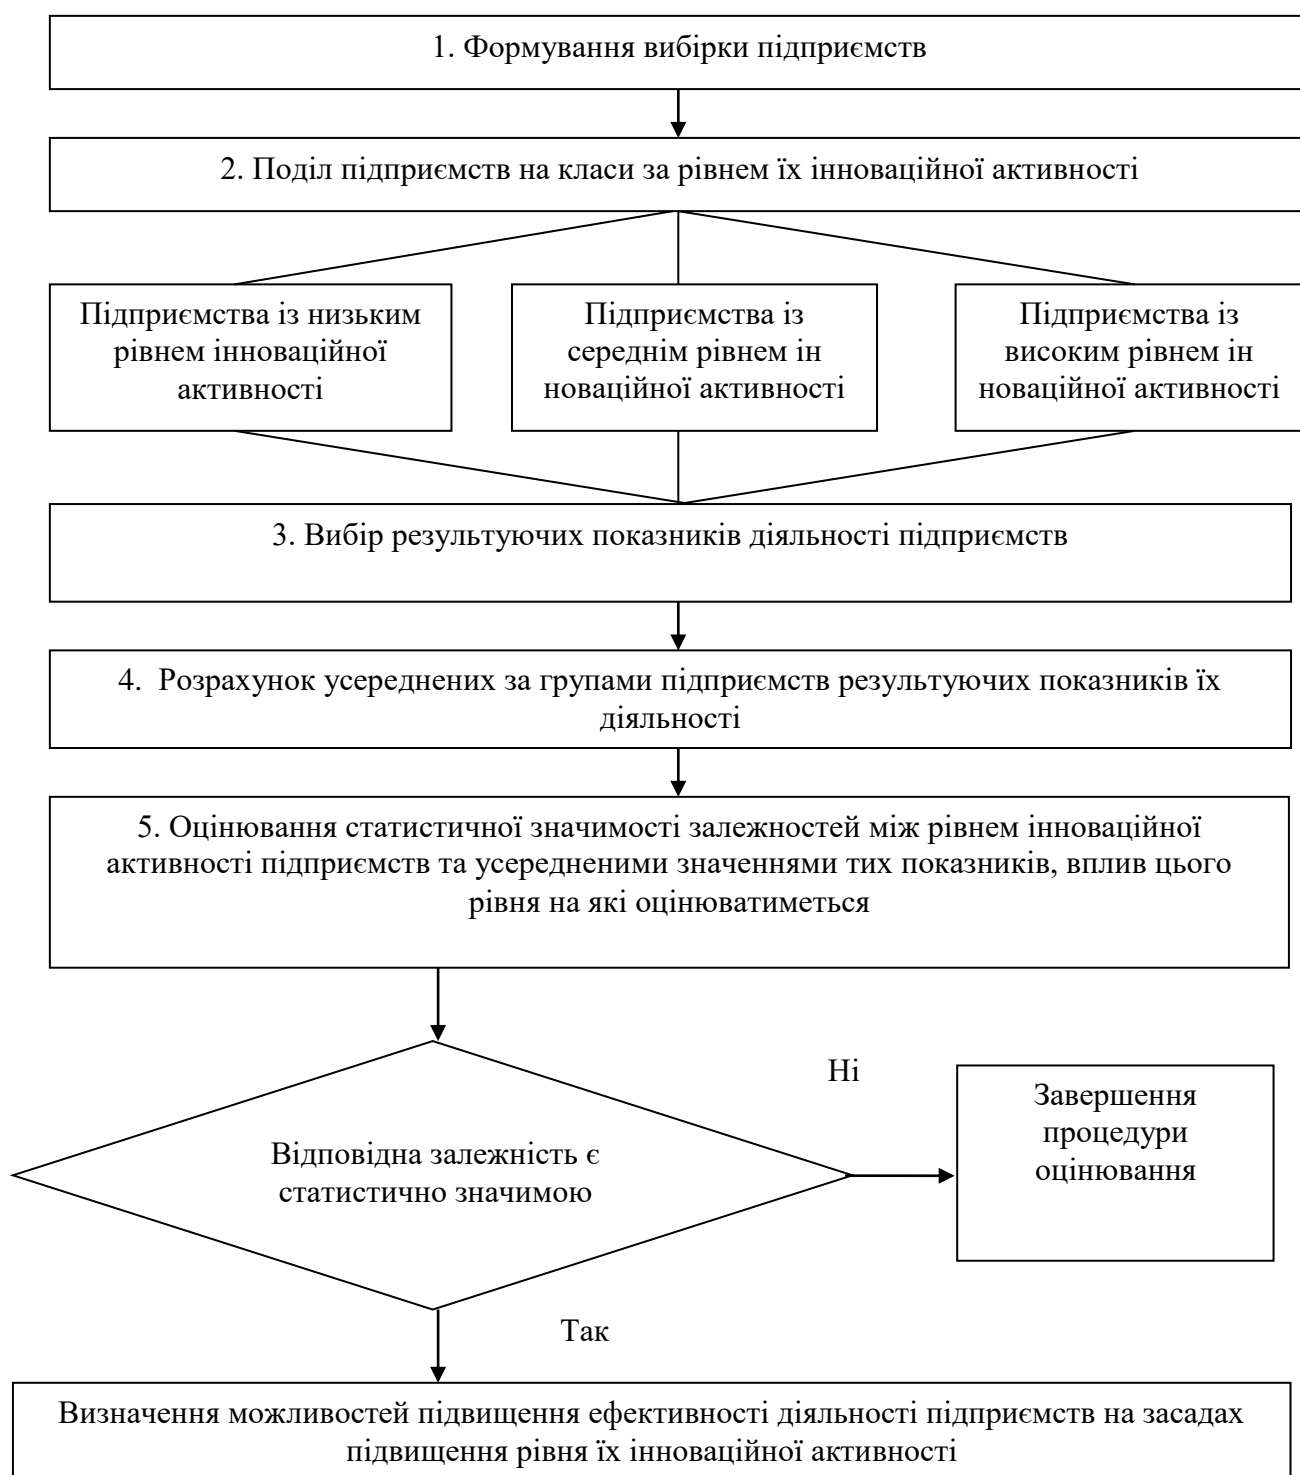 1. Формування вибірки підприємств
2. Поділ підприємств на класи за рівнем їх інноваційної активності
Підприємства із низьким
рівнем інноваційної
активності
Підприємства із
середнім рівнем ін
новаційної активності
Підприємства із
високим рівнем ін
новаційної активності
3. Вибір результуючих показників діяльності підприємств
4. Розрахунок усереднених за групами підприємств результуючих показників їх
діяльності
5. Оцінювання статистичної значимості залежностей між рівнем інноваційної
активності підприємств та усередненими значеннями тих показників, вплив цього
рівня на які оцінюватиметься
Ні
Завершення
процедури
оцінювання
Відповідна залежність є
статистично значимою
Так
Визначення можливостей підвищення ефективності діяльності підприємств на засадах
підвищення рівня їх інноваційної активності